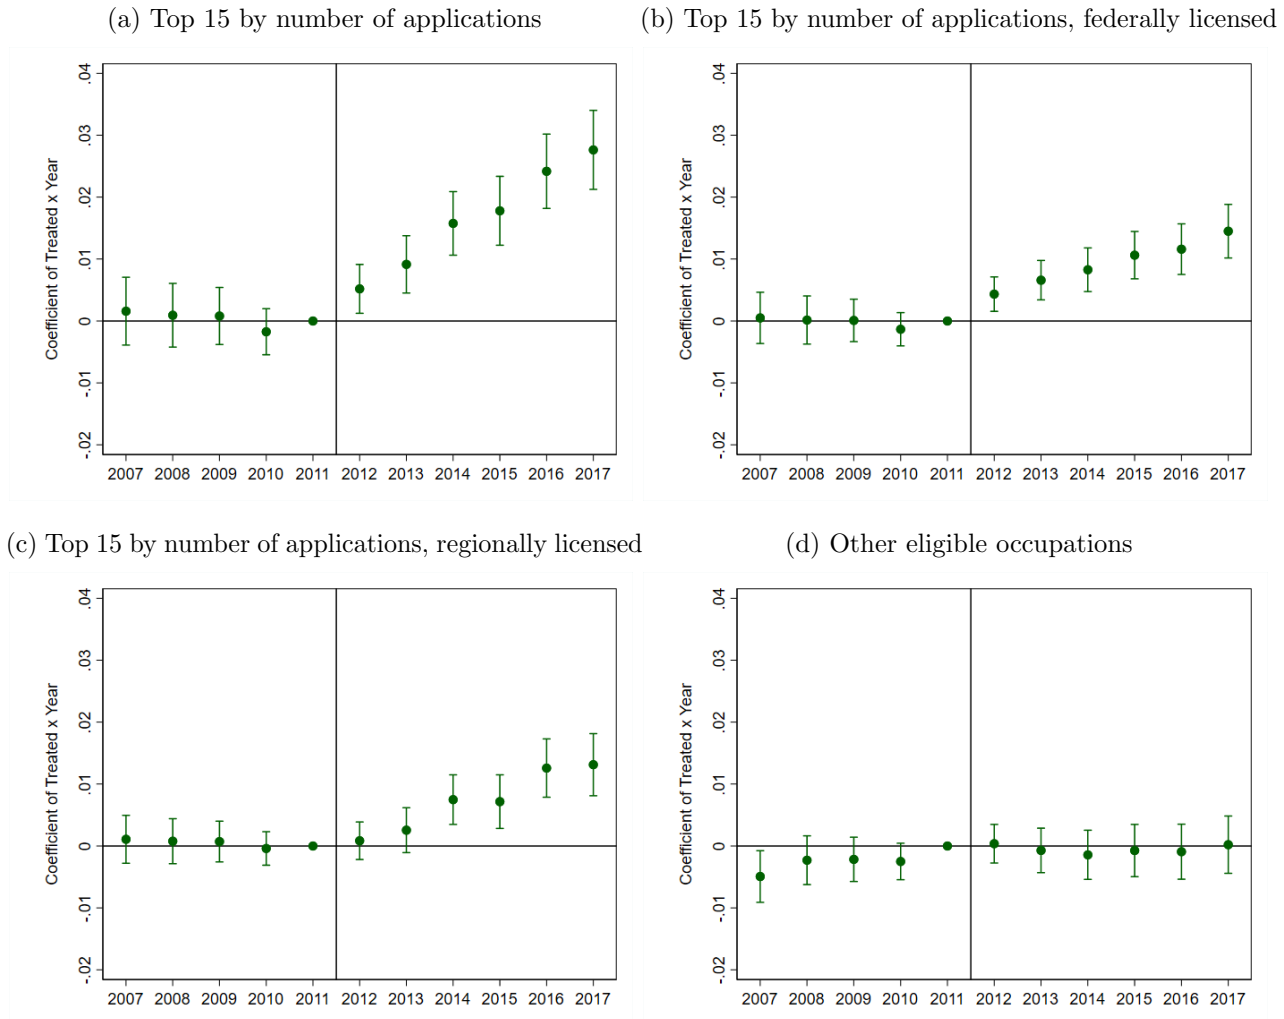 (a) Top 15 by number of applications
Coefficient of Treated x Year
.04
.03
.02
.01
0
-.01
-.02
2007 2008 2009 2010 2011 2012 2013 2014 2015 2016 2017
(b) Top 15 by number of applications, federally licensed
Coefficient of Treated x Year
.04
.03
.02
.01
0
-.01
-.02
2007 2008 2009 2010 2011 2012 2013 2014 2015 2016 2017
(c) Top 15 by number of applications, regionally licensed
Coefficient of Treated x Year
.04
.03
.02
.01
0
-.01
-.02
2007 2008 2009 2010 2011 2012 2013 2014 2015 2016 2017
(d) Other eligible occupations
Coefficient of Treated x Year
.04
.03
.02
.01
0
-.01
-.02
2007 2008 2009 2010 2011 2012 2013 2014 2015 2016 2017